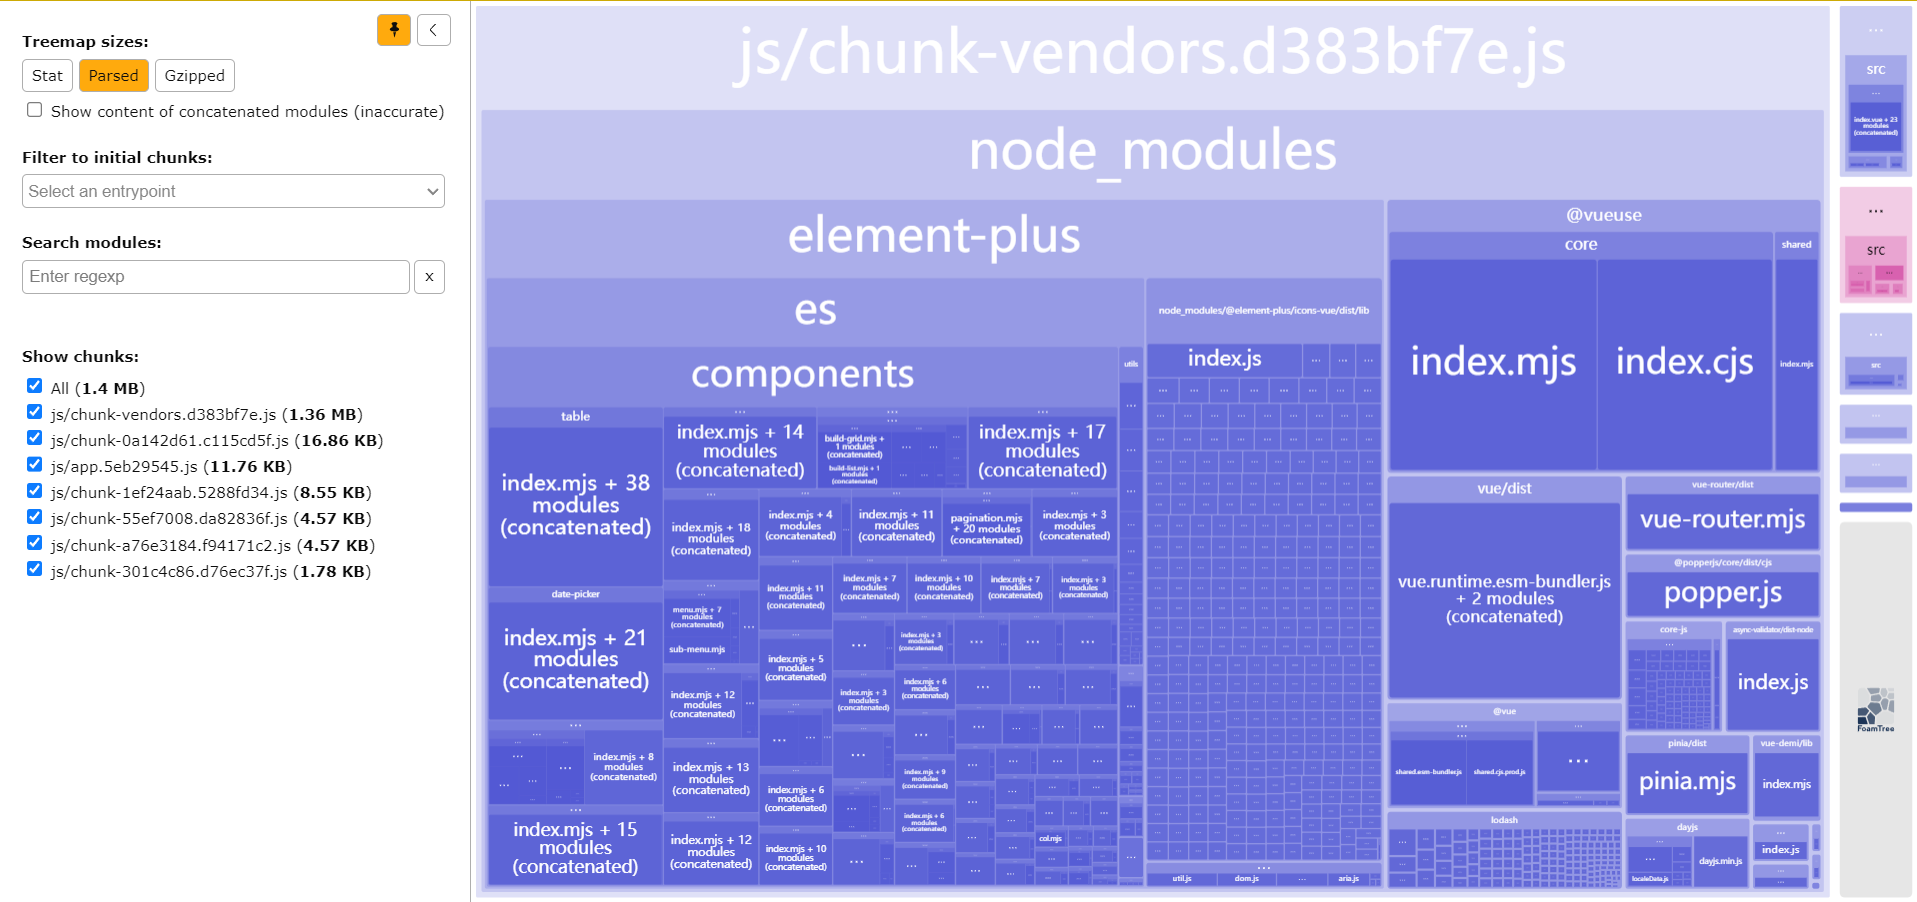 Treemap sizes:
Stat
Parsed
Gzipped
Show content of concatenated modules (inaccurate)
Filter to initial chunks:
Select an entrypoint
Search modules:
Enter regexp
x
Show chunks:
All (1.4 MB)
js/chunk-vendors.d383bf7e.js (1.36 MB)
js/chunk-0a142d61.c115cd5f.js (16.86 KB)
js/app.5eb29545.js (11.76 KB)
js/chunk-1ef24aab.5288fd34.js (8.55 KB)
js/chunk-55ef7008.da82836f.js (4.57 KB)
js/chunk-a76e3184.f94171c2.js (4.57 KB)
js/chunk-301c4c86.d76ec37f.js (1.78 KB)
js/chunk-vendors.d383bf7e.js
node_modules
element-plus
es
components
utils
table
index.mjs + 38
modules
(concatenated)
date-picker
index.mjs + 21
modules
(concatenated)
index.mjs + 8
modules
(concatenated)
index.mjs + 15
modules
(concatenated)
index.mjs + 14
modules
(concatenated)
build-grid.mjs +
1 modules
(concatenated)
build-list.mjs + 1
modules
(concatenated)
index.mjs + 17
modules
(concatenated)
index.mjs + 18
modules
(concatenated)
index.mjs + 4
modules
(concatenated)
index.mjs + 11
modules
(concatenated)
pagination.mjs
+ 20 modules
(concatenated)
index.mjs + 3
modules
(concatenated)
menu.mjs + 7
modules
(concatenated)
sub-menu.mjs
index.mjs + 11
modules
(concatenated)
index.mjs + 7
modules
(concatenated)
index.mjs + 10
modules
(concatenated)
index.mjs + 7
modules
(concatenated)
index.mjs + 3
modules
(concatenated)
index.mjs + 3
modules
(concatenated)
index.mjs + 5
modules
(concatenated)
index.mjs + 12
modules
(concatenated)
index.mjs + 3
modules
(concatenated)
index.mjs + 6
modules
(concatenated)
index.mjs + 13
modules
(concatenated)
index.mjs + 6
modules
(concatenated)
index.mjs + 9
modules
(concatenated)
index.mjs + 6
modules
(concatenated)
index.mjs + 12
modules
(concatenated)
index.mjs + 10
modules
(concatenated)
col.mjs
node_modules/@element-plus/icons-vue/dist/lib
index.js
util.js
dom.js
aria.js
@vueuse
core
shared
index.mjs
index.cjs
index.mjs
vue/dist
vue.runtime.esm-bundler.js
+ 2 modules
(concatenated)
vue-router/dist
vue-router.mjs
@popperjs/core/dist/cjs
popper.js
core-js
async-validator/dist-node
index.js
@vue
shared.esm-bundler.js
shared.cjs.prod.js
pinia/dist
pinia.mjs
vue-demi/lib
index.mjs
lodash
dayjs
localeData.js
dayjs.min.js
index.js
src
index.vue + 23
modules
(concatenated)
src
src
FoamTree